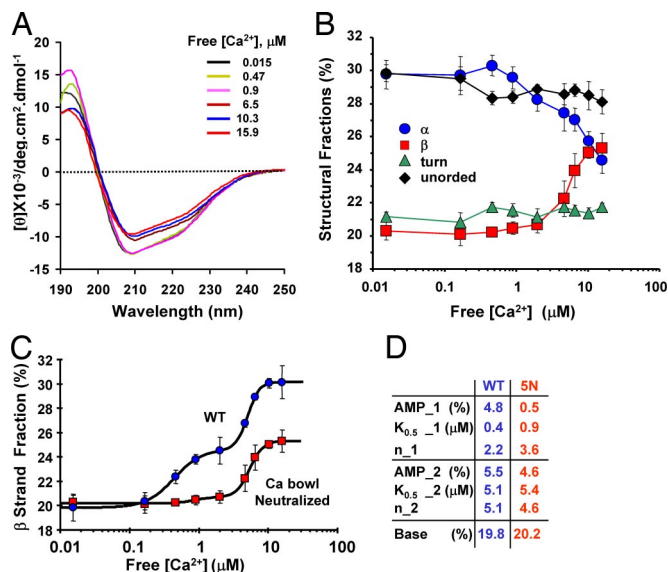 A
Free [Ca²⁺], μM
0.015
0.47
0.9
6.5
10.3
15.9
[θ]X10⁻³/deg.cm².dmol⁻¹
20
15
10
5
0
-5
-10
-15
190 200 210 220 230 240 250
Wavelength (nm)
B
Structural Fractions (%)
34
32
30
28
26
24
22
20
18
α
β
turn
unorded
0.01 0.1 1 10 100
Free [Ca²⁺] (μM)
C
β Strand Fraction (%)
32
30
28
26
24
22
20
18
WT
Ca bowl
Neutralized
0.01 0.1 1 10 100
Free [Ca²⁺] (μM)
D
WT 5N
AMP_1 (%) 4.8 0.5
K₀.₅ _1 (μM) 0.4 0.9
n_1 2.2 3.6
AMP_2 (%) 5.5 4.6
K₀.₅ _2 (μM) 5.1 5.4
n_2 5.1 4.6
Base (%) 19.8 20.2